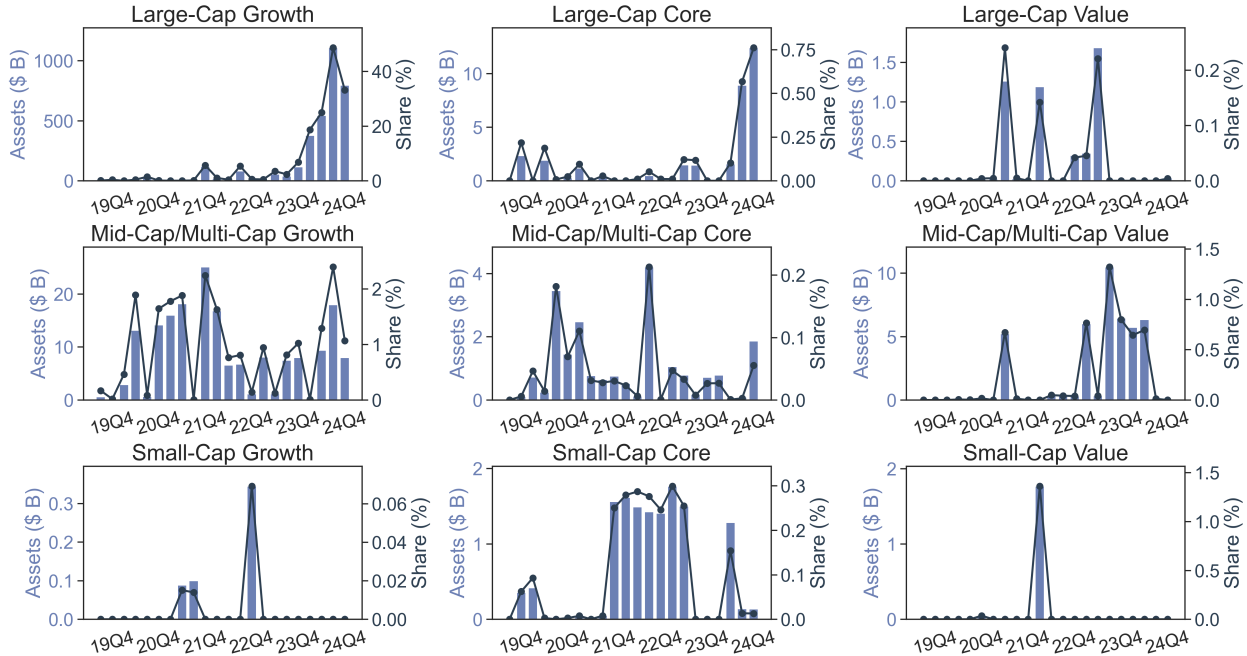 Large-Cap Growth
Large-Cap Core
Large-Cap Value
Assets ($ B)
1000
500
0
40
20
0
Share (%)
19Q4 20Q4 21Q4 22Q4 23Q4 24Q4
Assets ($ B)
10
5
0
0.75
0.50
0.25
0.00
Share (%)
19Q4 20Q4 21Q4 22Q4 23Q4 24Q4
Assets ($ B)
1.5
1.0
0.5
0.0
0.2
0.1
0.0
Share (%)
19Q4 20Q4 21Q4 22Q4 23Q4 24Q4
Mid-Cap/Multi-Cap Growth
Mid-Cap/Multi-Cap Core
Mid-Cap/Multi-Cap Value
Assets ($ B)
20
10
0
2
1
0
Share (%)
19Q4 20Q4 21Q4 22Q4 23Q4 24Q4
Assets ($ B)
4
2
0
0.2
0.1
0.0
Share (%)
19Q4 20Q4 21Q4 22Q4 23Q4 24Q4
Assets ($ B)
10
5
0
1.5
1.0
0.5
0.0
Share (%)
19Q4 20Q4 21Q4 22Q4 23Q4 24Q4
Small-Cap Growth
Small-Cap Core
Small-Cap Value
Assets ($ B)
0.3
0.2
0.1
0.0
0.06
0.04
0.02
0.00
Share (%)
19Q4 20Q4 21Q4 22Q4 23Q4 24Q4
Assets ($ B)
2
1
0
0.3
0.2
0.1
0.0
Share (%)
19Q4 20Q4 21Q4 22Q4 23Q4 24Q4
Assets ($ B)
2
1
0
1.5
1.0
0.5
0.0
Share (%)
19Q4 20Q4 21Q4 22Q4 23Q4 24Q4